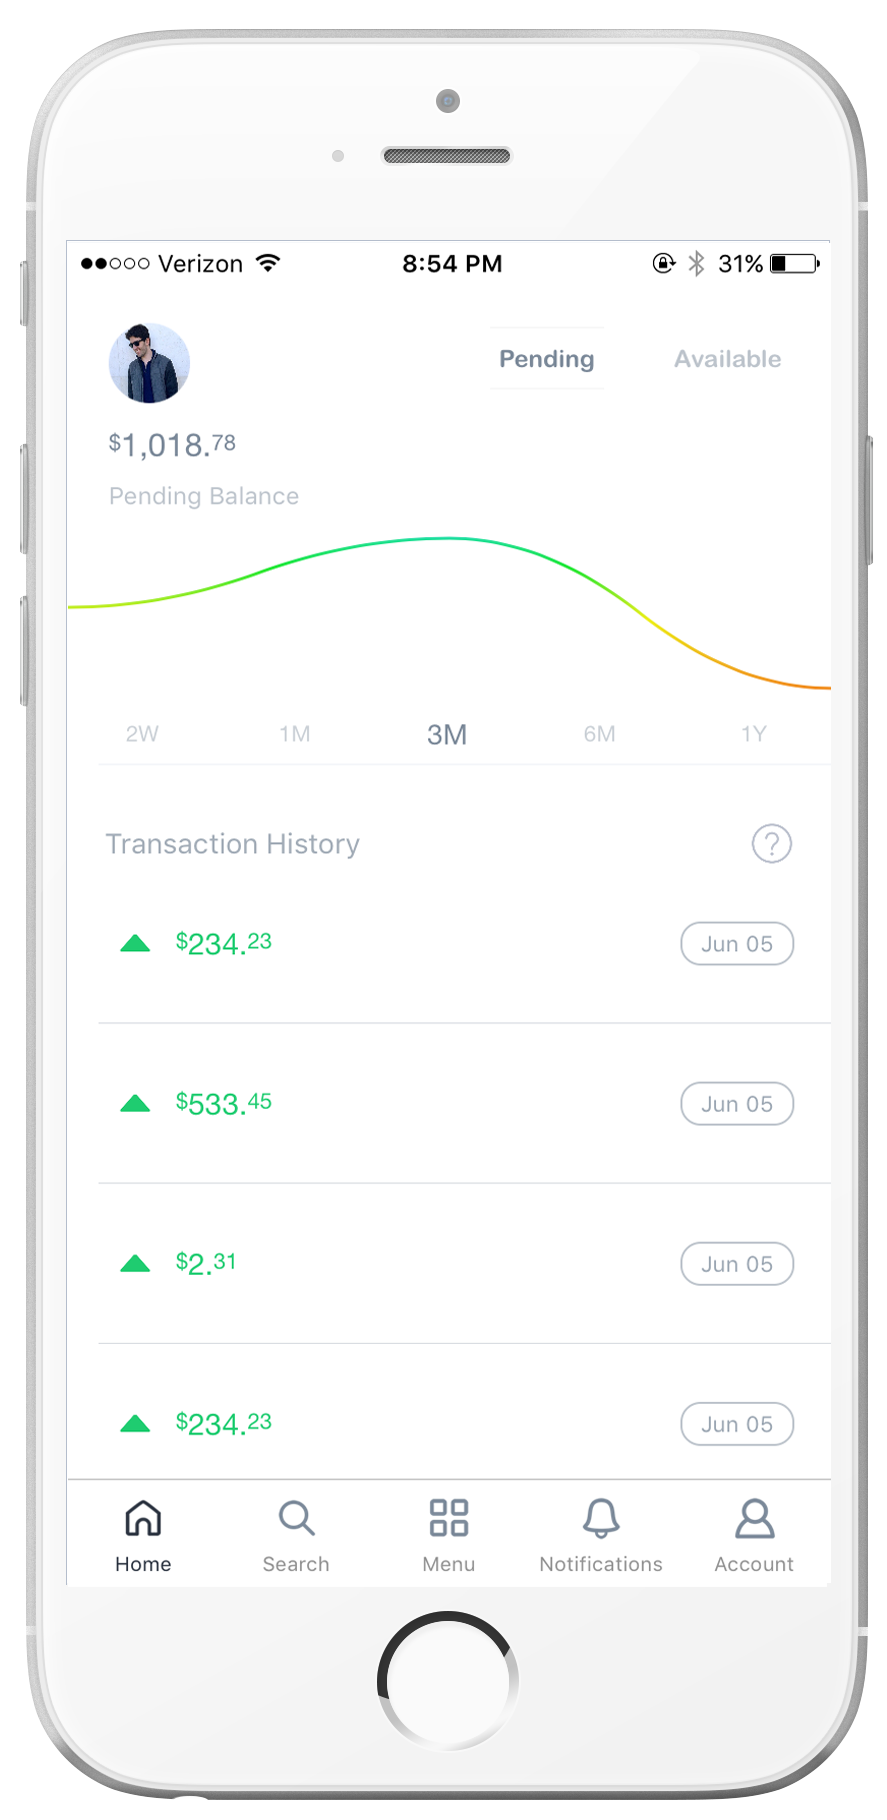 Verizon 8:54 PM 31%
Pending Available
$1,018.78
Pending Balance
2W 1M 3M 6M 1Y
Transaction History ?
$234.23 Jun 05
$533.45 Jun 05
$2.31 Jun 05
$234.23 Jun 05
Home Search Menu Notifications Account